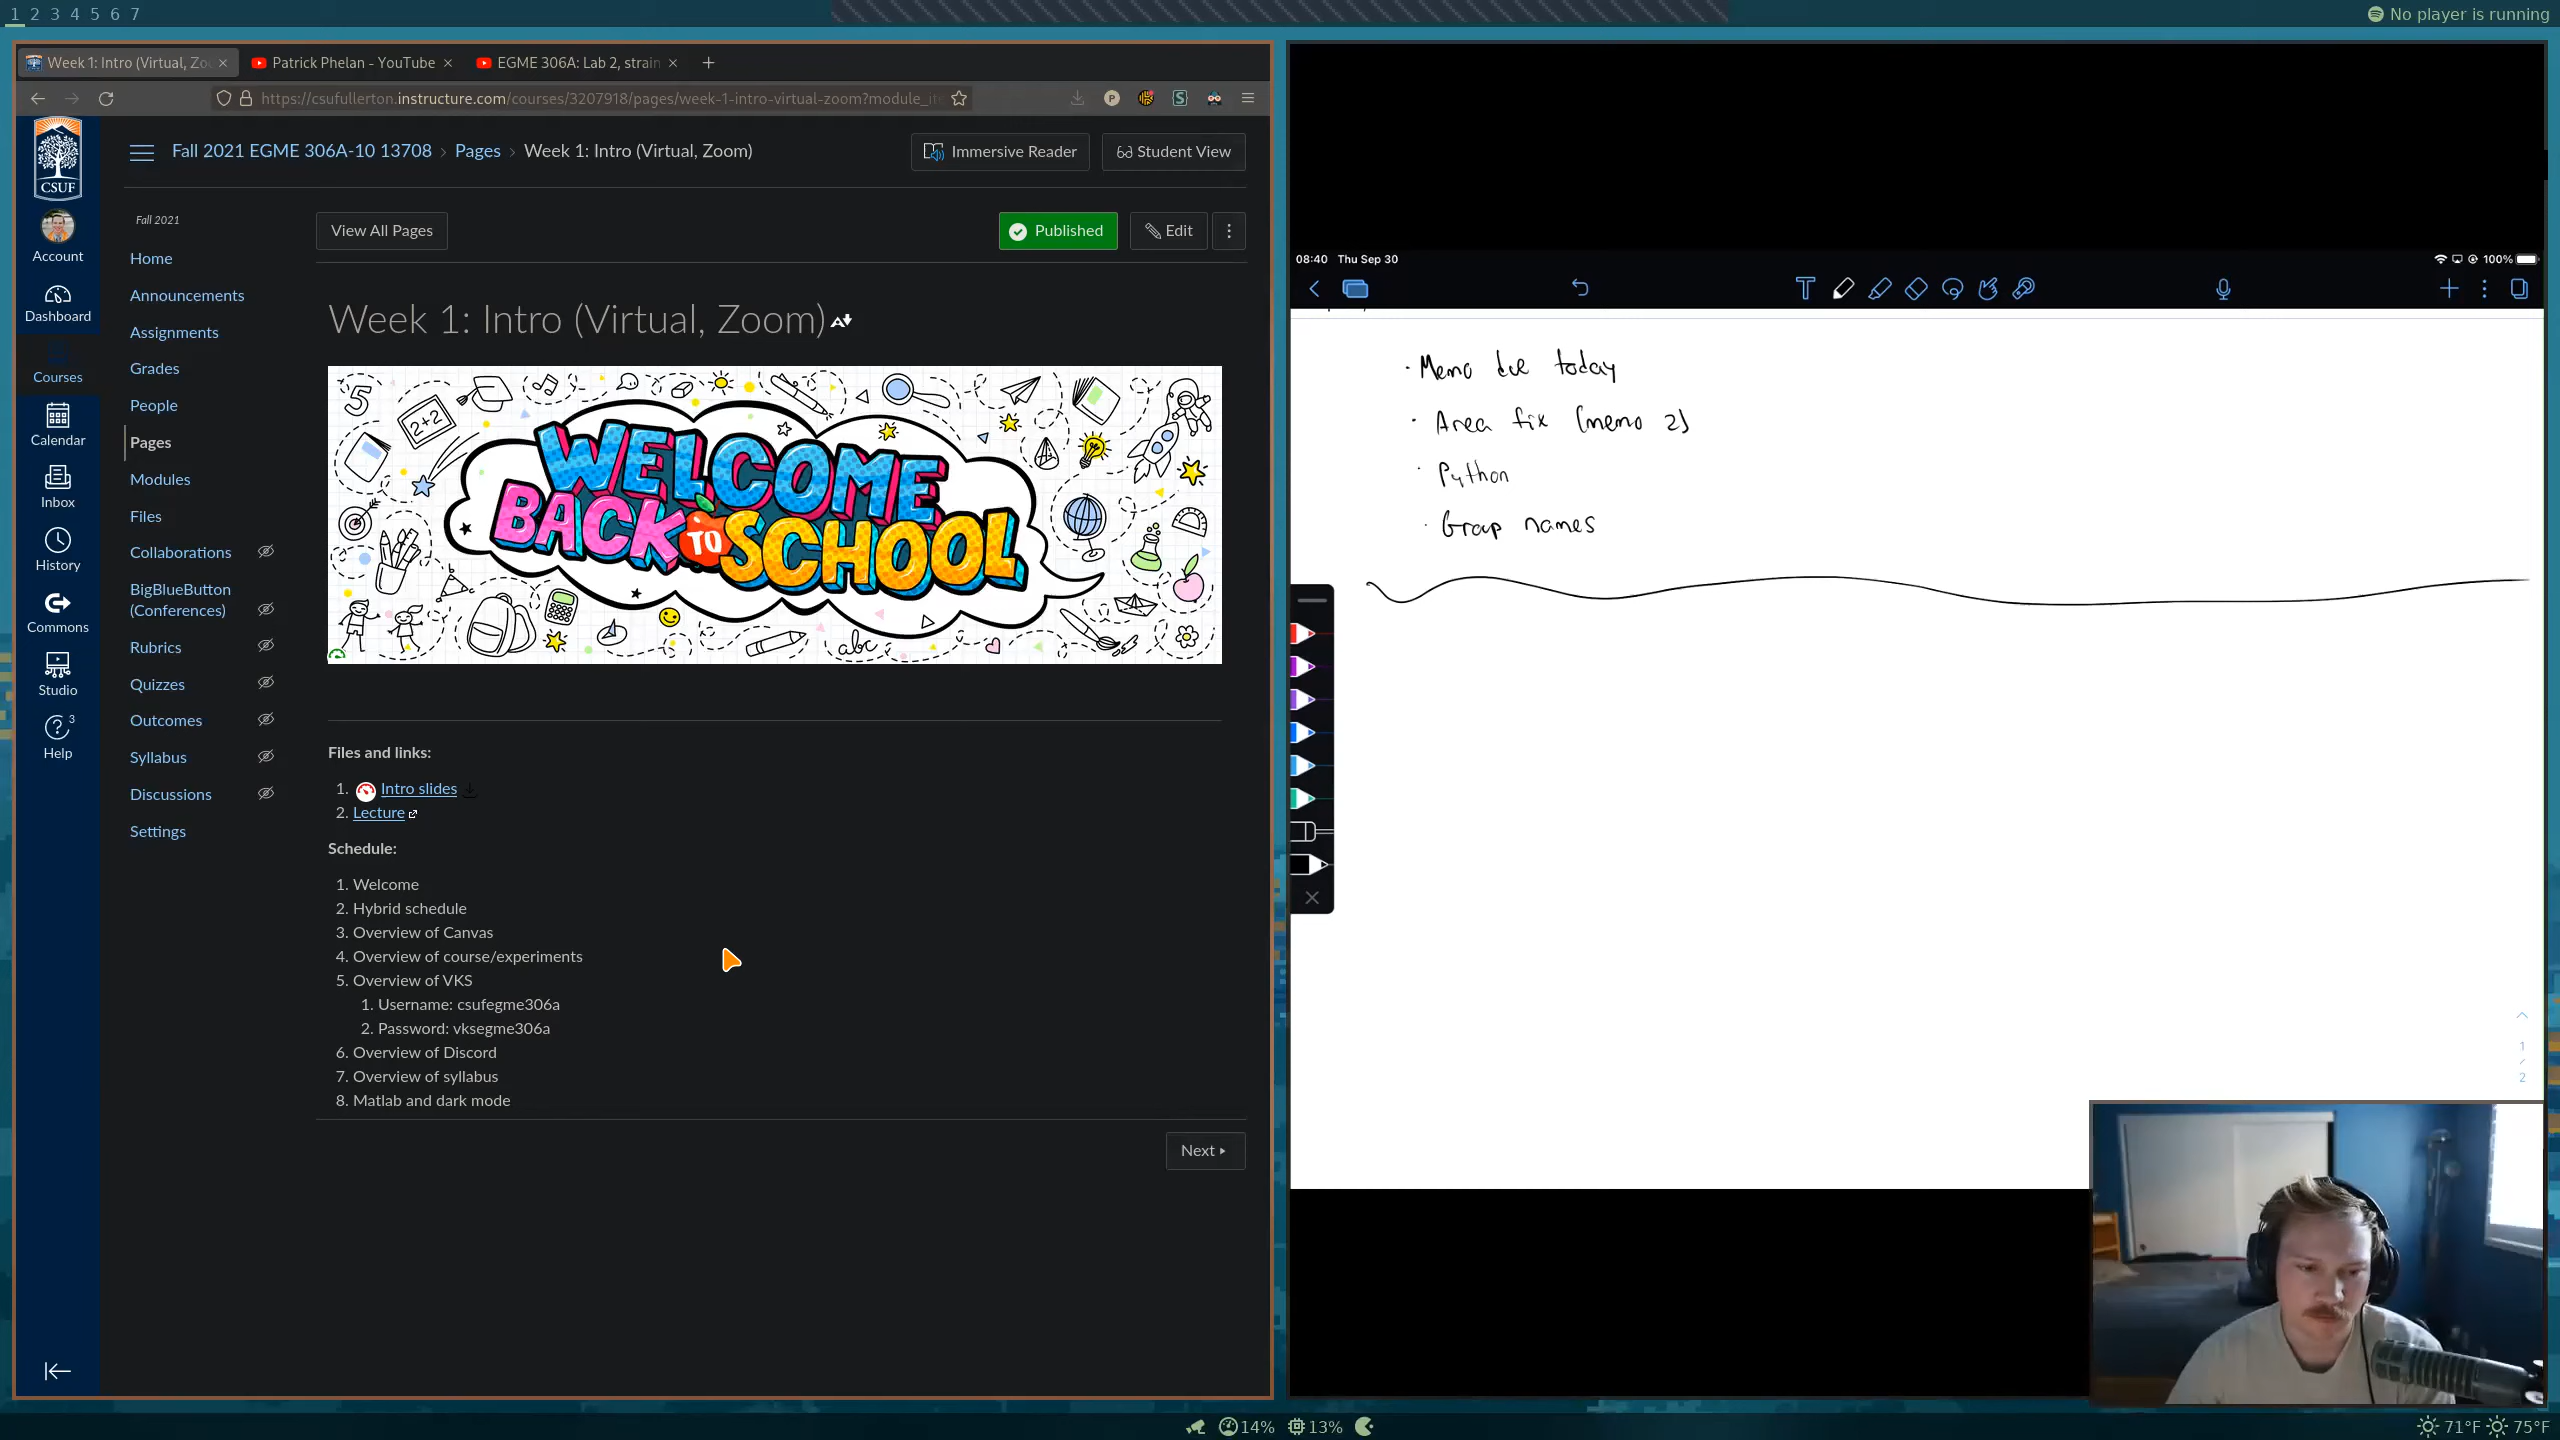 1 2 3 4 5 6 7
No player is running
Week 1: Intro (Virtual, Zo
Patrick Phelan - YouTube
EGME 306A: Lab 2, strain
https://csufullerton.instructure.com/courses/3207918/pages/week-1-intro-virtual-zoom?module_it
CSUF
Account
Dashboard
Courses
Calendar
Inbox
History
Commons
Studio
3
Help
Fall 2021 EGME 306A-10 13708 › Pages › Week 1: Intro (Virtual, Zoom)
Immersive Reader
Student View
Fall 2021
Home
Announcements
Assignments
Grades
People
Pages
Modules
Files
Collaborations
BigBlueButton
(Conferences)
Rubrics
Quizzes
Outcomes
Syllabus
Discussions
Settings
View All Pages
Published
Edit
Week 1: Intro (Virtual, Zoom)
5
2+2
WELCOME
BACK TO SCHOOL
abc
Files and links:
1. Intro slides
2. Lecture
Schedule:
1. Welcome
2. Hybrid schedule
3. Overview of Canvas
4. Overview of course/experiments
5. Overview of VKS
1. Username: csufegme306a
2. Password: vksegme306a
6. Overview of Discord
7. Overview of syllabus
8. Matlab and dark mode
Next
08:40 Thu Sep 30
100%
· Memo due today
· Area fix (memo 2)
· Python
· Group names
1
/
2
14% 13%
71°F 75°F